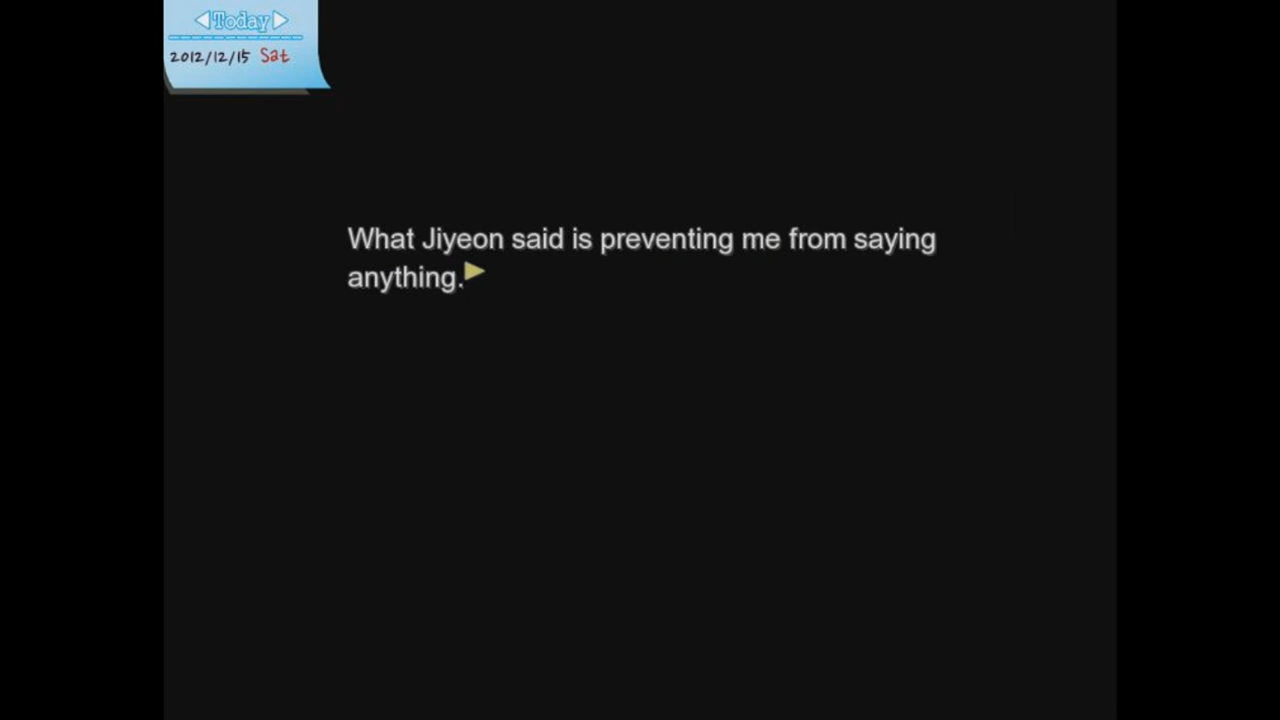 Today
2012/12/15 Sat
What Jiyeon said is preventing me from saying
anything.